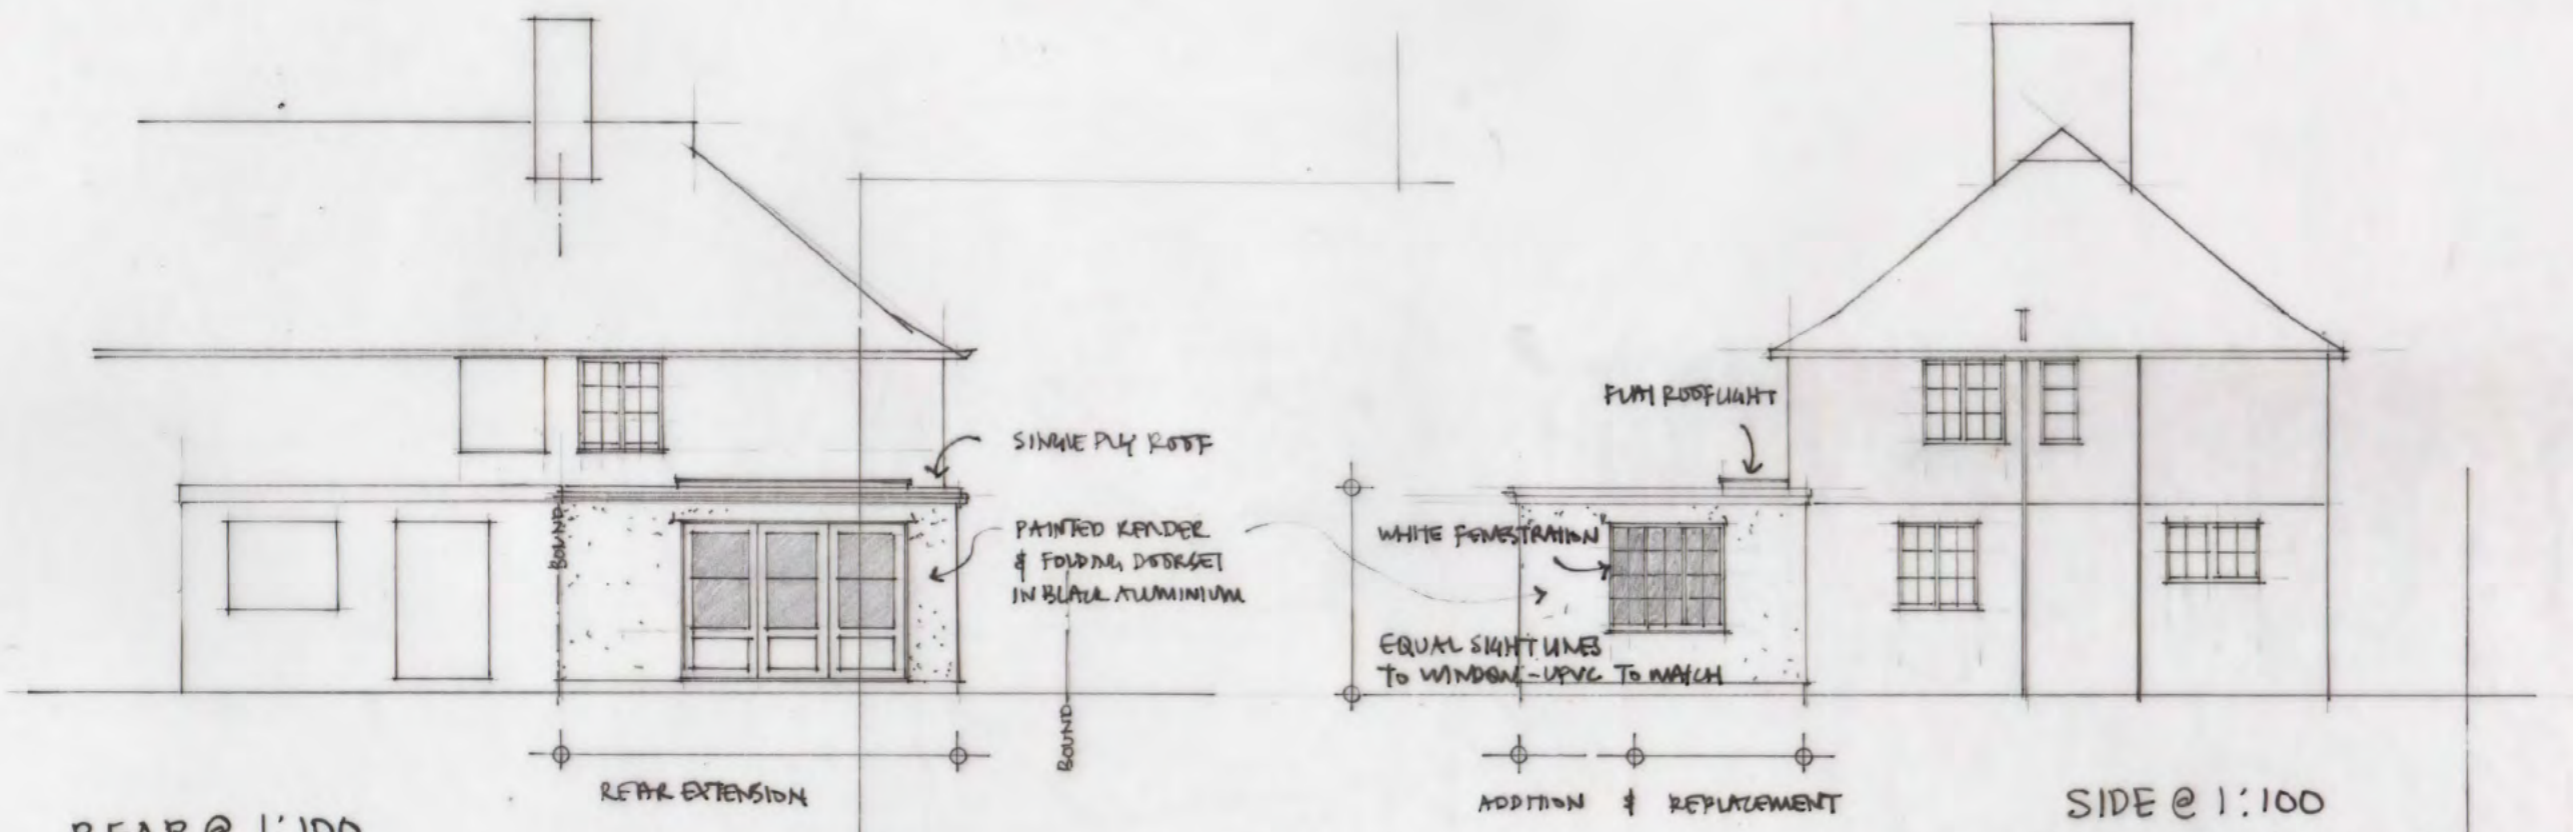 SINGLE PLY ROOF
PAINTED RENDER
& FOLDING DOORSET
IN BLACK ALUMINIUM
BOUND
BOUND
REAR EXTENSION
REAR @ 1:100
FLAT ROOFLIGHT
WHITE FENESTRATION
EQUAL SIGHT LINES
TO WINDOW - UPVC TO MATCH
ADDITION & REPLACEMENT
SIDE @ 1:100